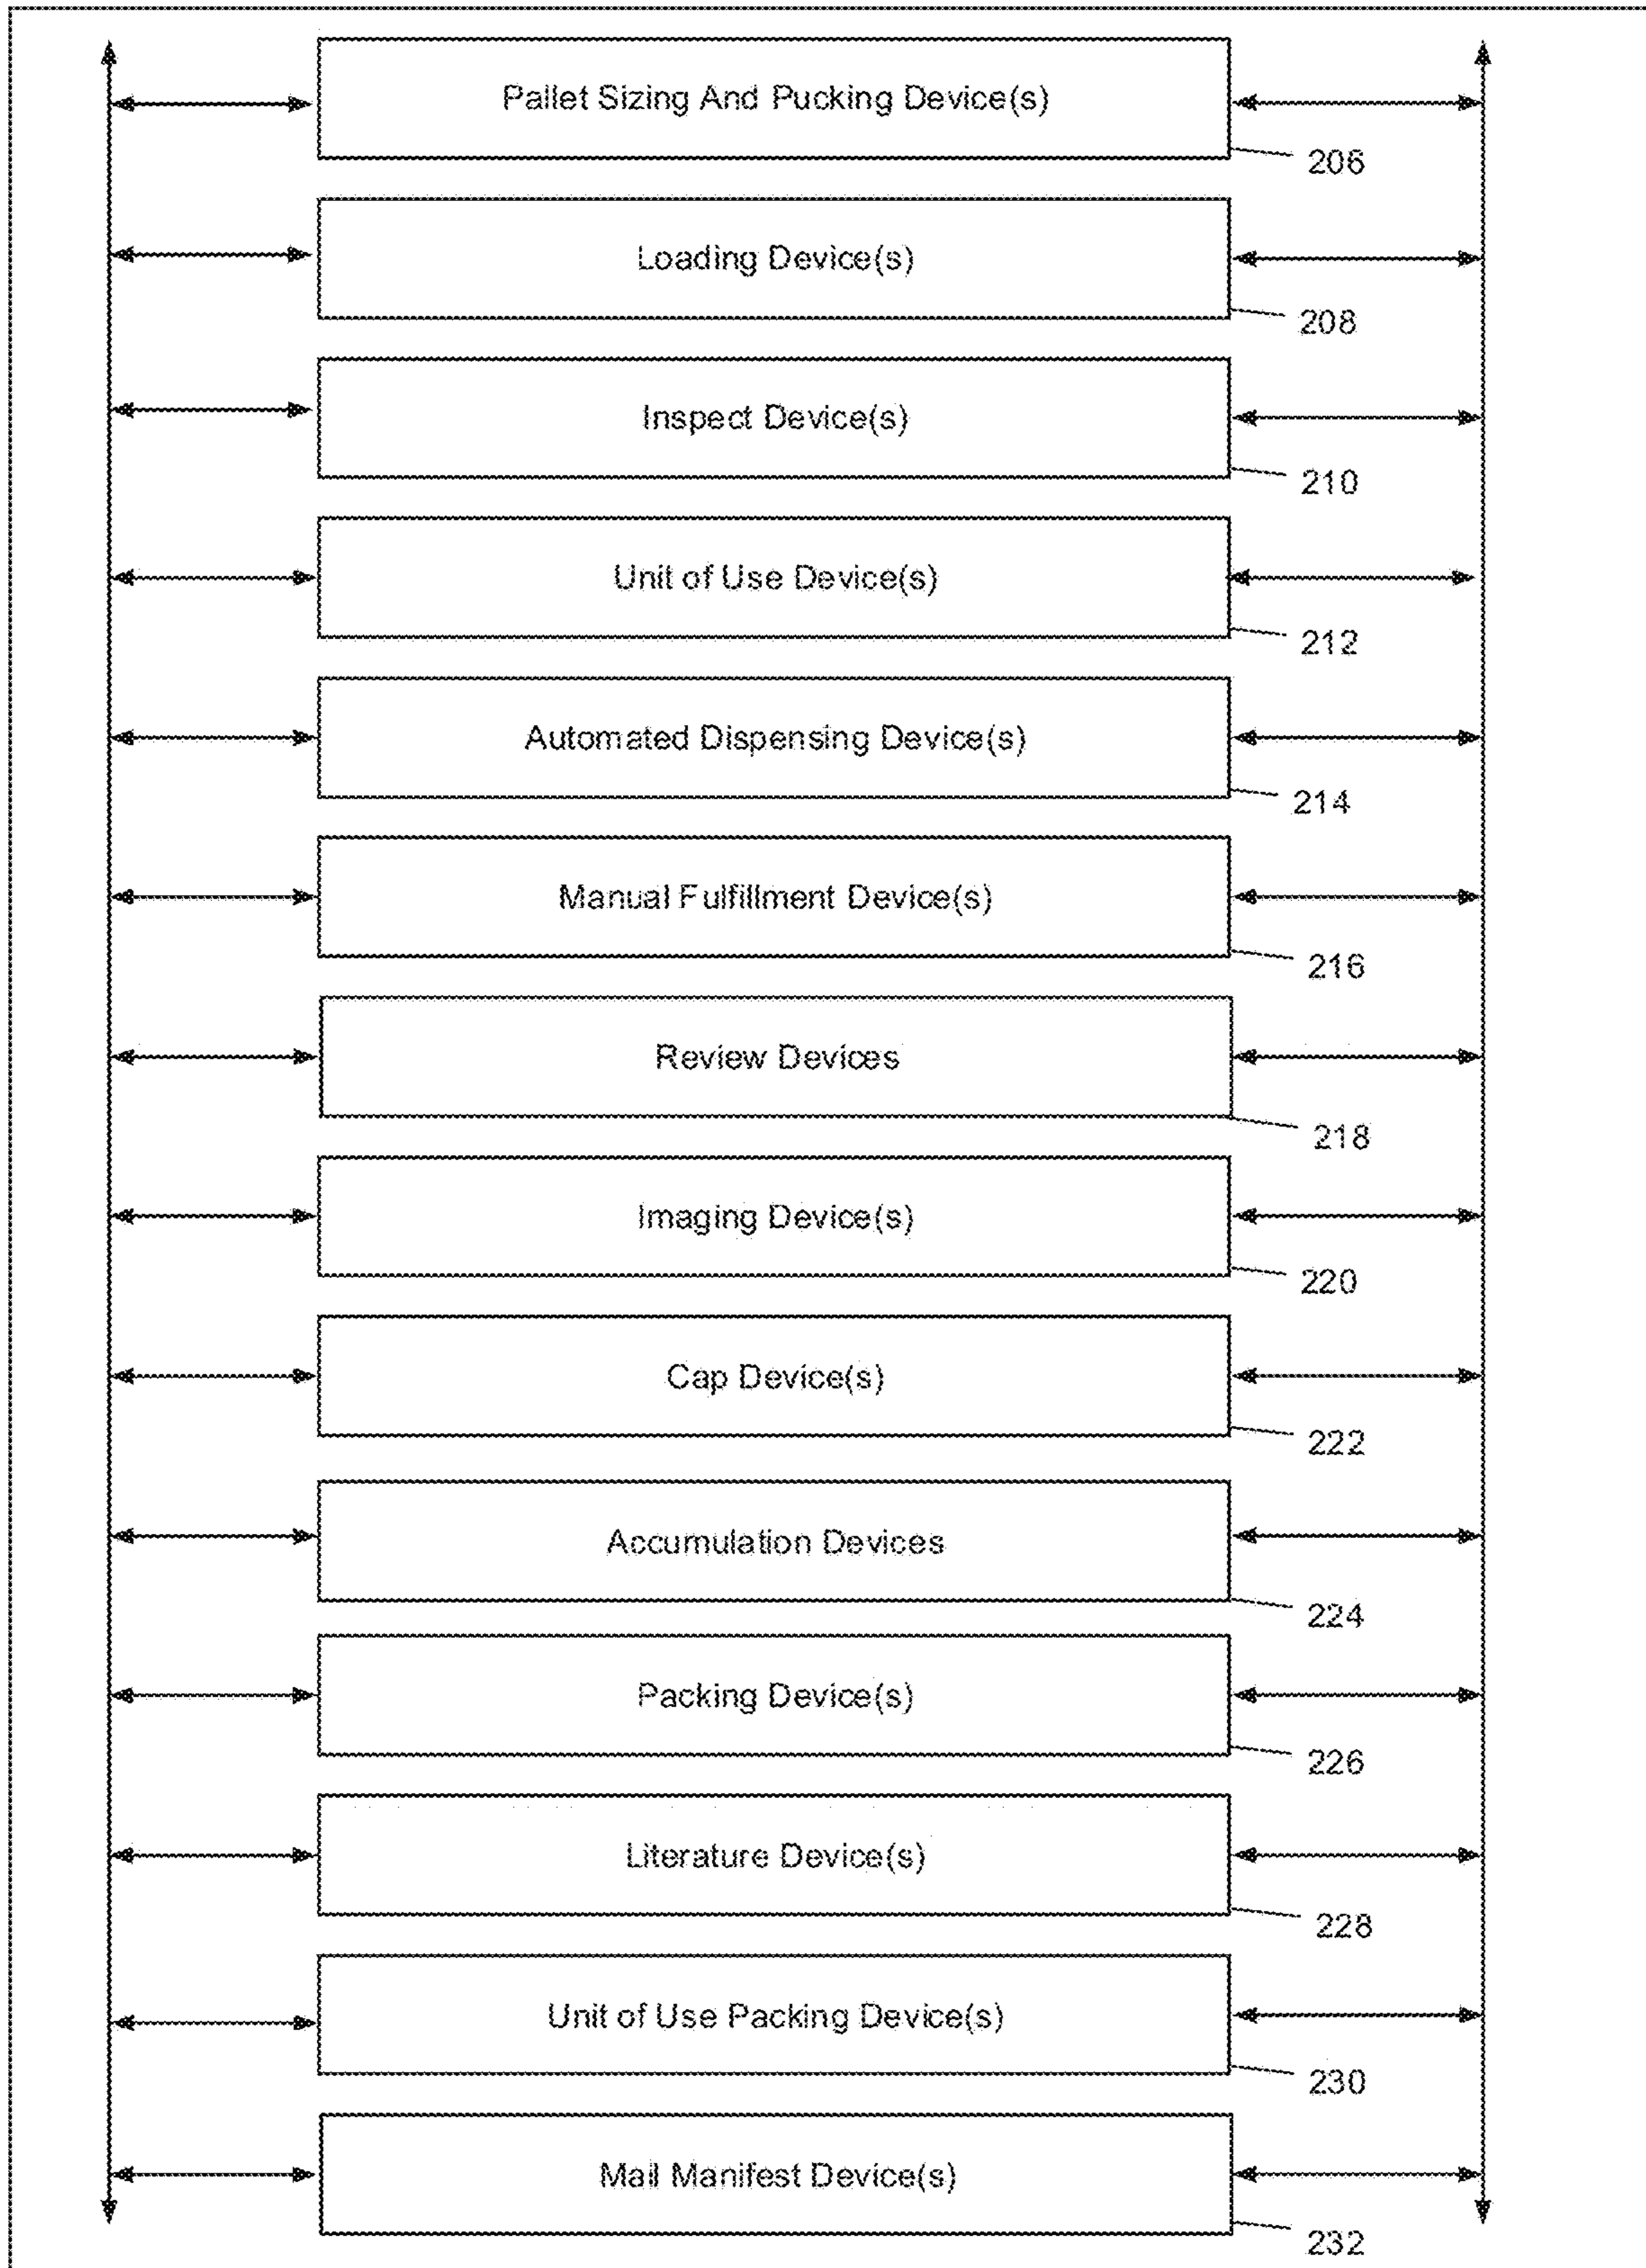 Pallet Sizing And Pucking Device(s)
206
Loading Device(s)
208
Inspect Device(s)
210
Unit of Use Device(s)
212
Automated Dispensing Device(s)
214
Manual Fulfillment Device(s)
216
Review Devices
218
Imaging Device(s)
220
Cap Device(s)
222
Accumulation Devices
224
Packing Device(s)
226
Literature Device(s)
228
Unit of Use Packing Device(s)
230
Mail Manifest Device(s)
232